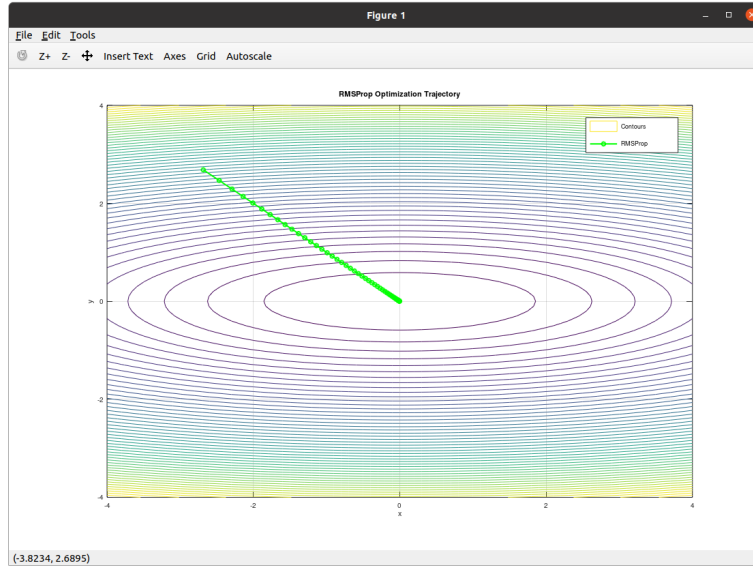 Figure 1
File Edit Tools
Z+ Z- Insert Text Axes Grid Autoscale
RMSProp Optimization Trajectory
Contours
RMSProp
4
2
0
-2
-4
y
-4 -2 0 2 4
x
(-3.8234, 2.6895)